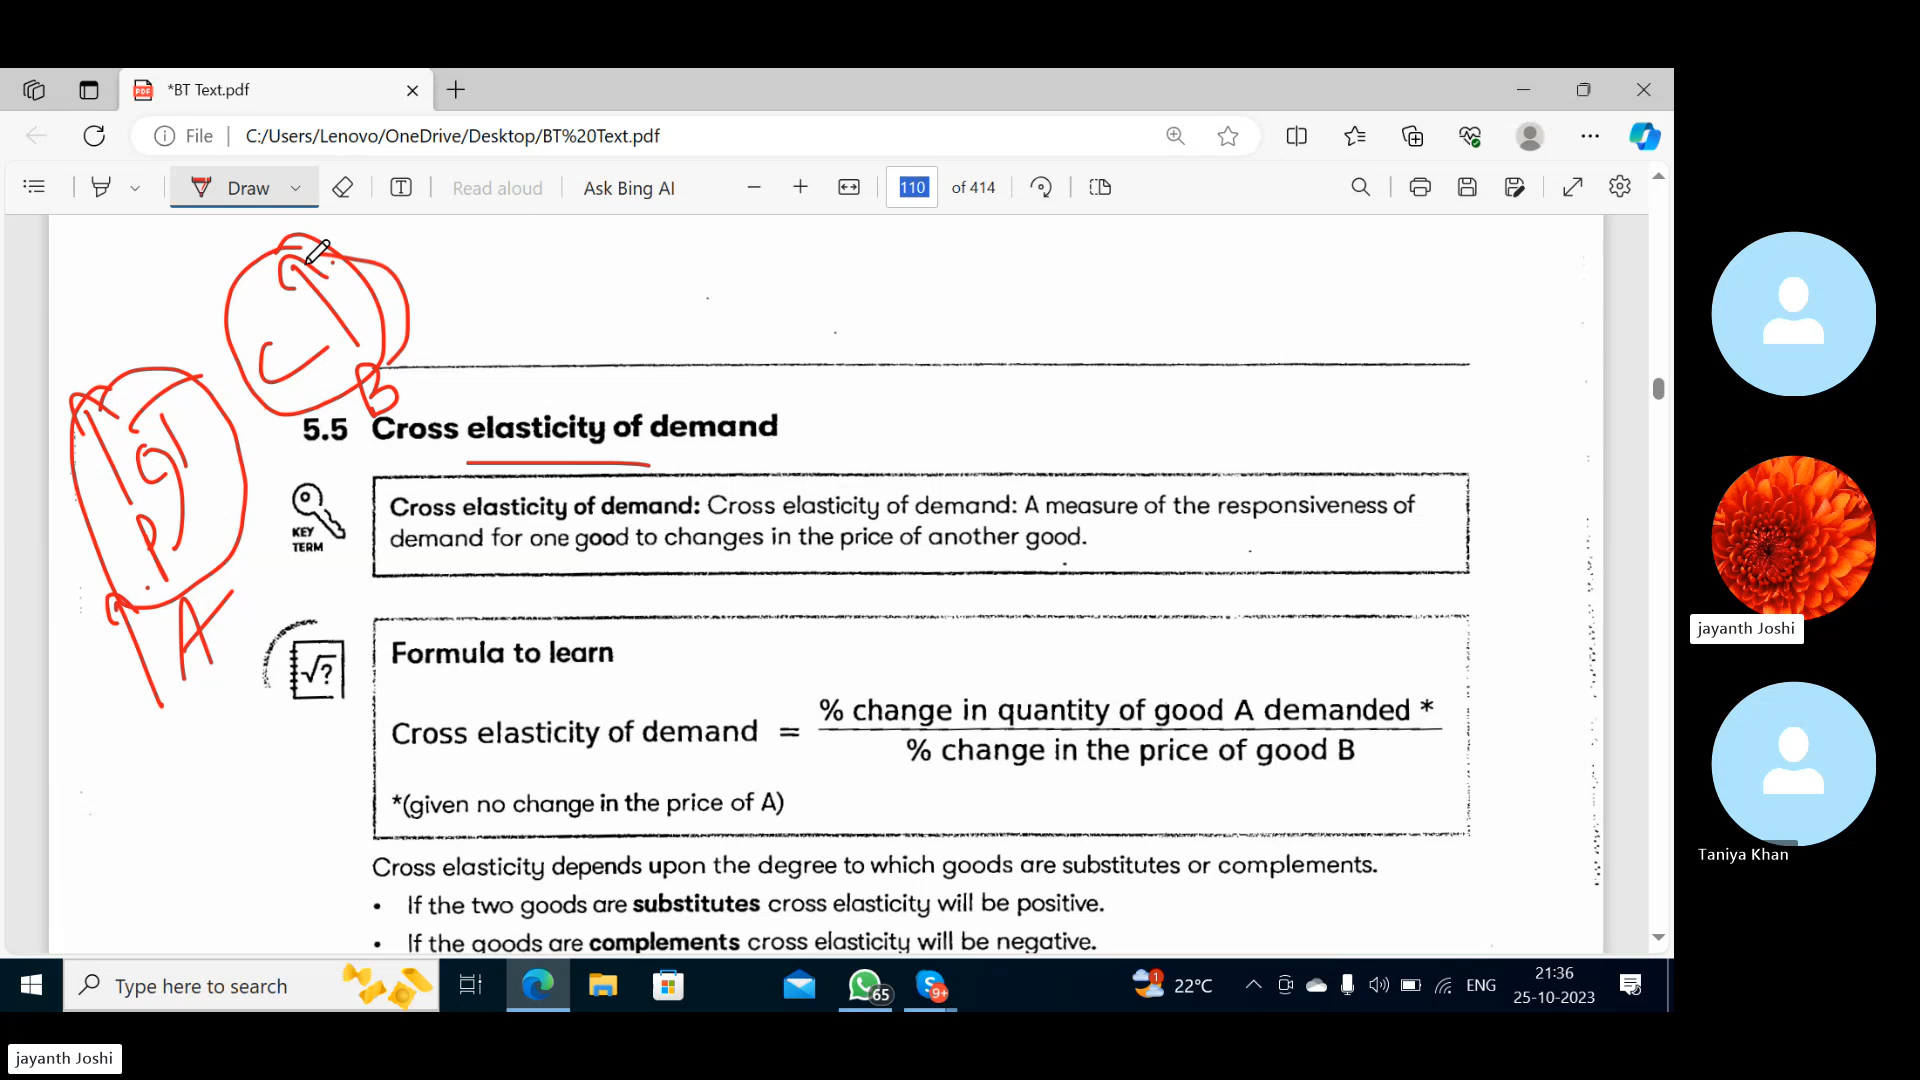 *BT Text.pdf
File
C:/Users/Lenovo/OneDrive/Desktop/BT%20Text.pdf
Draw
Read aloud
Ask Bing AI
110
of 414
C
B
P
A
5.5 Cross elasticity of demand
KEY
TERM
Cross elasticity of demand: Cross elasticity of demand: A measure of the responsiveness of
demand for one good to changes in the price of another good.
√?
Formula to learn
Cross elasticity of demand = % change in quantity of good A demanded *
% change in the price of good B
*(given no change in the price of A)
Cross elasticity depends upon the degree to which goods are substitutes or complements.
• If the two goods are substitutes cross elasticity will be positive.
• If the goods are complements cross elasticity will be negative.
jayanth Joshi
Taniya Khan
Type here to search
65
9+
1
22°C
ENG
21:36
25-10-2023
jayanth Joshi